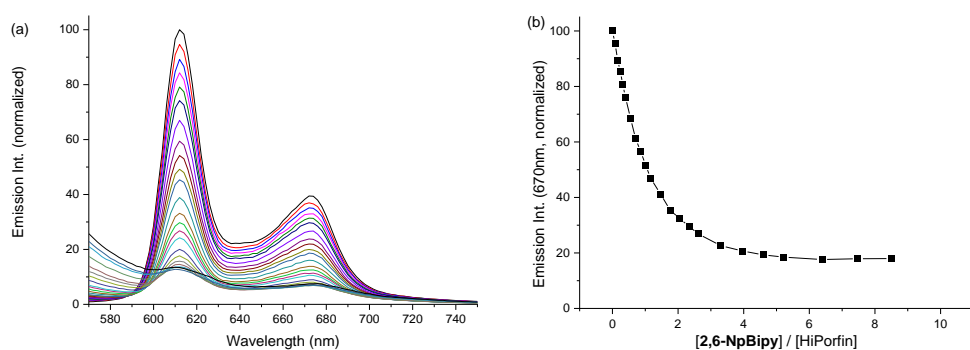 (a)
100
80
60
40
20
0
Emission Int. (normalized)
580 600 620 640 660 680 700 720 740
Wavelength (nm)
(b)
100
80
60
40
20
0
Emission Int. (670nm, normalized)
0 2 4 6 8 10
[2,6-NpBipy] / [HiPorfin]